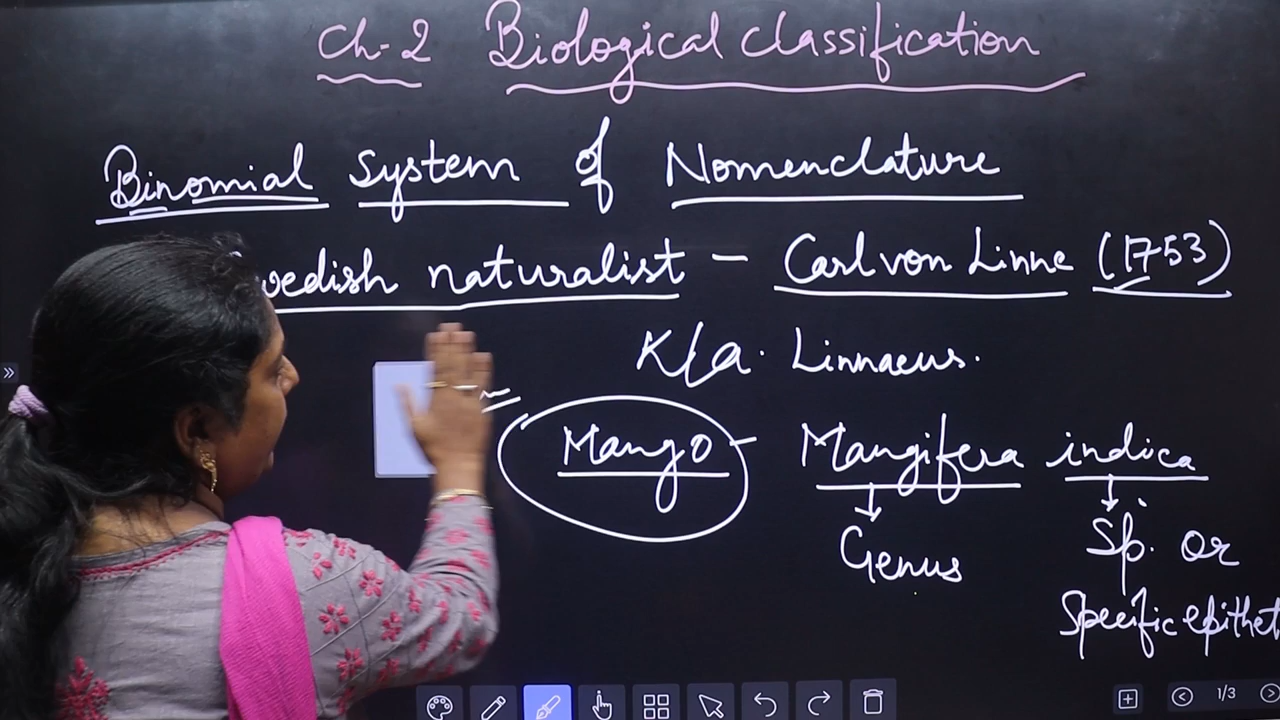 Ch-2 Biological classification
Binomial System of Nomenclature
wedish naturalist - Carl von Linne (1753)
K/a. Linnaeus.
Mango - Mangifera indica
Genus
Sp. or
Specific epithet
1/3